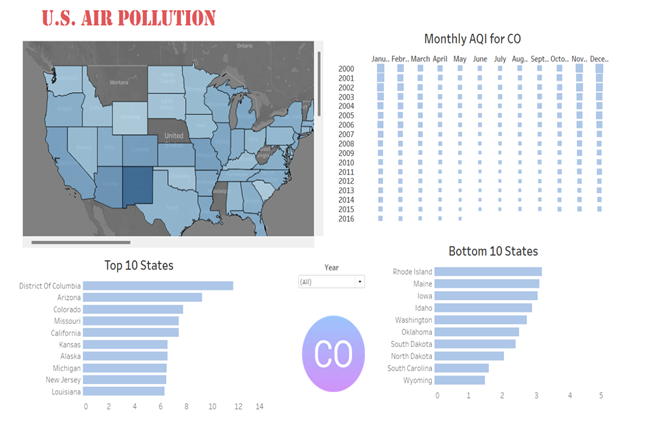 U.S. AIR POLLUTION
Ontario
Montana
United
Monthly AQI for CO
Janu.. Febr.. March April May June July Aug.. Sept.. Octo.. Nov.. Dece..
2000
2001
2002
2003
2004
2005
2006
2007
2008
2009
2010
2011
2012
2013
2014
2015
2016
Top 10 States
District Of Columbia
Arizona
Colorado
Missouri
California
Kansas
Alaska
Michigan
New Jersey
Louisiana
0 2 4 6 8 10 12 14
Year
(All)
CO
Bottom 10 States
Rhode Island
Maine
Iowa
Idaho
Washington
Oklahoma
South Dakota
North Dakota
South Carolina
Wyoming
0 1 2 3 4 5